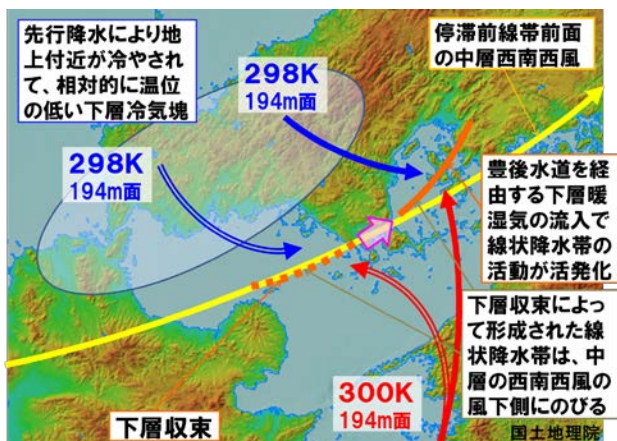 先行降水により地
上付近が冷やされ
て、相対的に温位
の低い下層冷気塊
停滞前線帯前面
の中層西南西風
298K
194m面
298K
194m面
豊後水道を経
由する下層暖
湿気の流入で
線状降水帯の
活動が活発化
下層収束によっ
て形成された線
状降水帯は、中
層の西南西風の
風下側にのびる
300K
194m面
下層収束
国土地理院